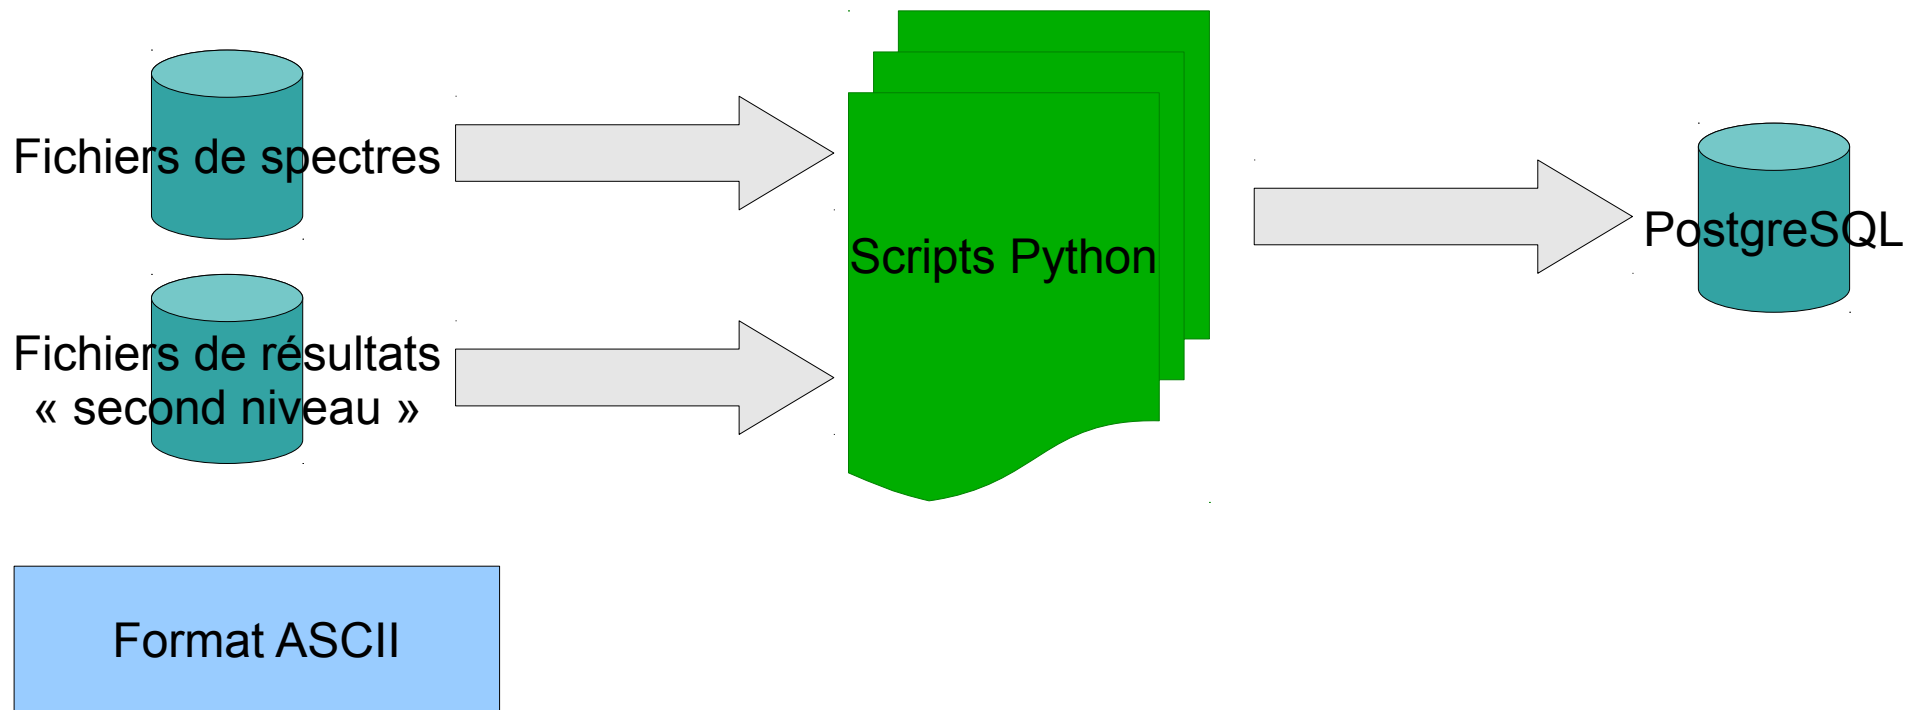 Fichiers de spectres
Fichiers de résultats
« second niveau »
Scripts Python
PostgreSQL
Format ASCII